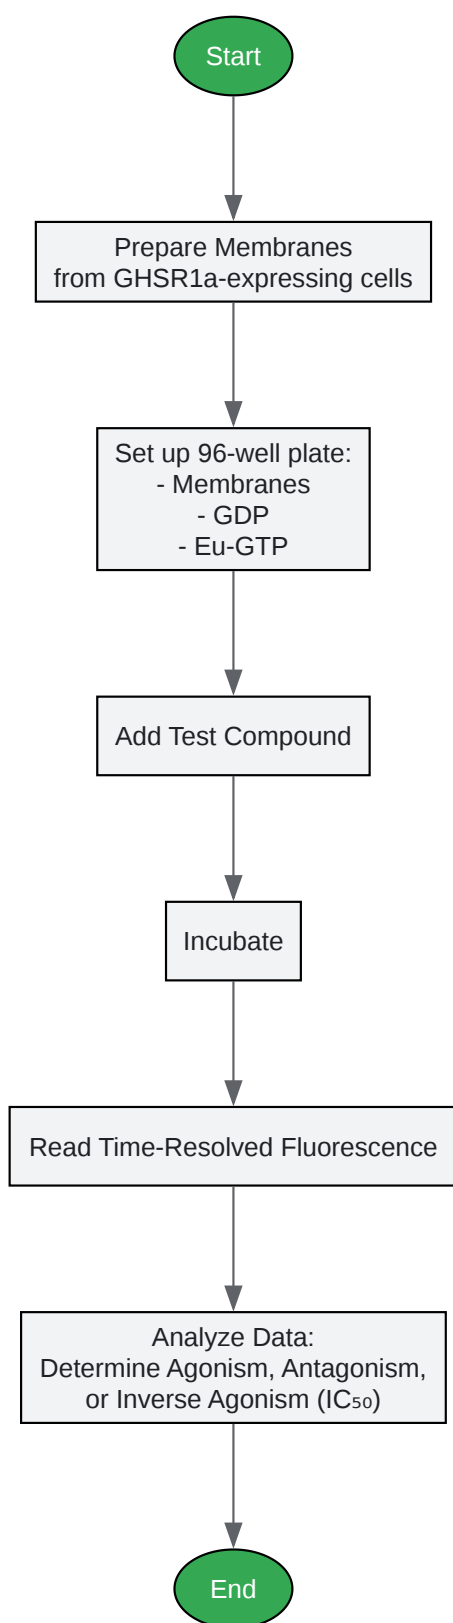 Start
Prepare Membranes
from GHSR1a-expressing cells
Set up 96-well plate:
- Membranes
- GDP
- Eu-GTP
Add Test Compound
Incubate
Read Time-Resolved Fluorescence
Analyze Data:
Determine Agonism, Antagonism,
or Inverse Agonism (IC₅₀)
End